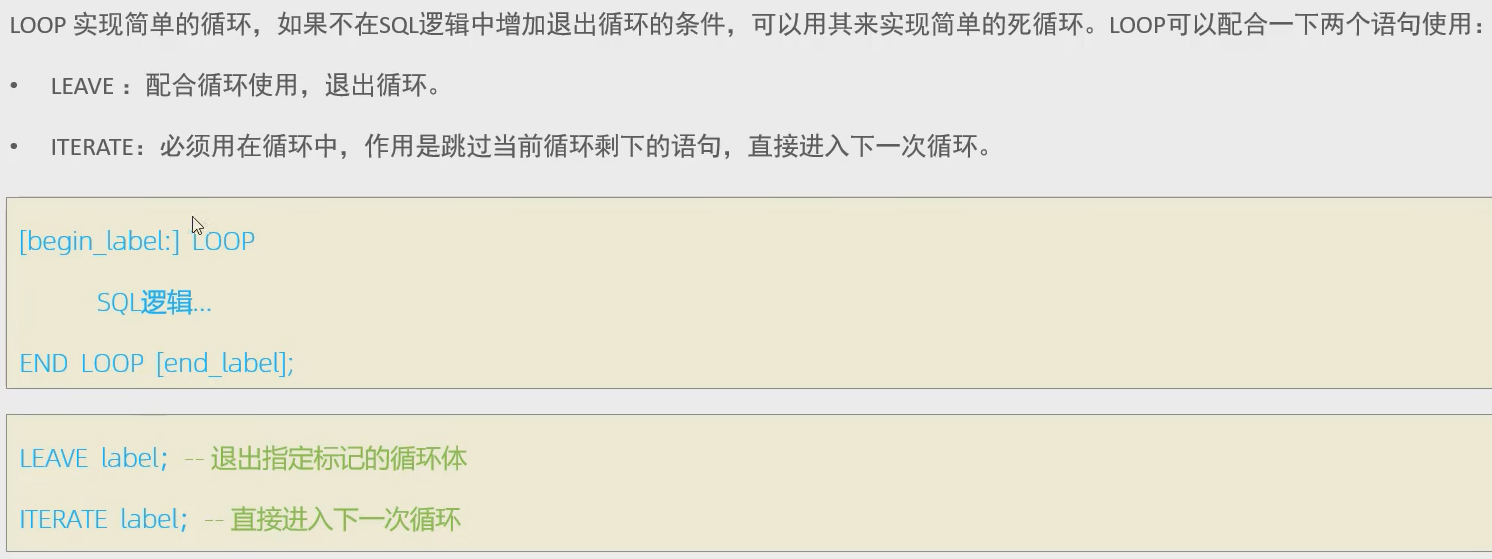 LOOP 实现简单的循环，如果不在SQL逻辑中增加退出循环的条件，可以用其来实现简单的死循环。LOOP可以配合一下两个语句使用：
• LEAVE ：配合循环使用，退出循环。
• ITERATE：必须用在循环中，作用是跳过当前循环剩下的语句，直接进入下一次循环。
[begin_label:] LOOP
SQL逻辑...
END LOOP [end_label];
LEAVE label; -- 退出指定标记的循环体
ITERATE label; -- 直接进入下一次循环